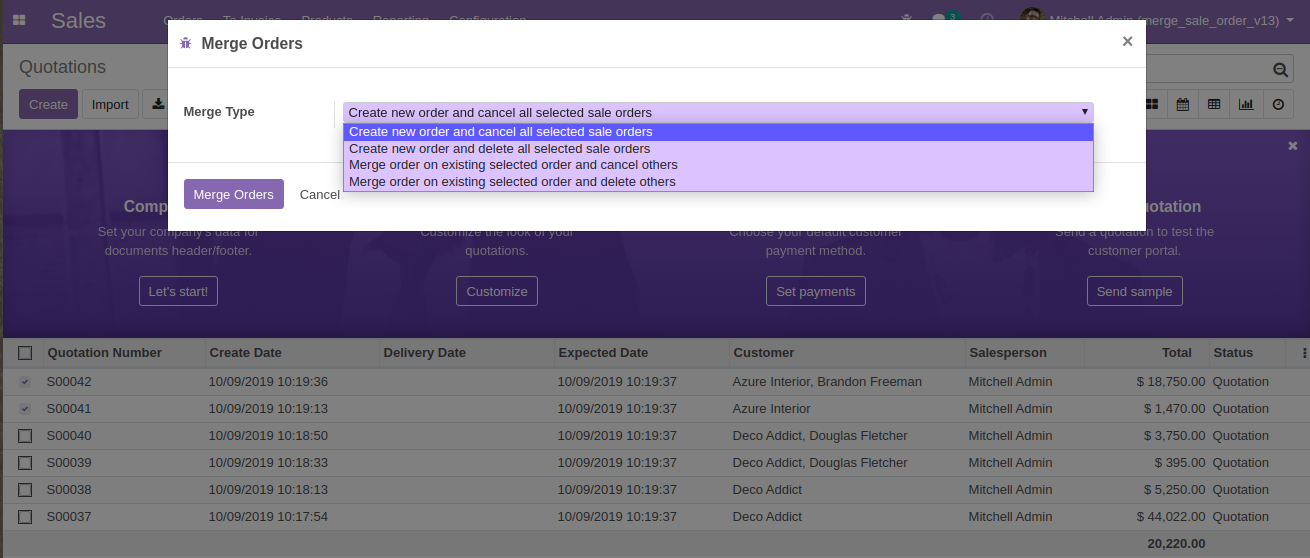 Sales Orders To Invoice Products Reporting Configuration 3 Mitchell Admin (merge_sale_order_v13)
Merge Orders ×
Quotations
Create Import
Merge Type Create new order and cancel all selected sale orders
Create new order and cancel all selected sale orders
Create new order and delete all selected sale orders
Merge order on existing selected order and cancel others
Merge order on existing selected order and delete others
Merge Orders Cancel
Set your company's data for documents header/footer.
Customize the look of your quotations.
Choose your default customer payment method.
Send a quotation to test the customer portal.
Let's start! Customize Set payments Send sample
Quotation Number Create Date Delivery Date Expected Date Customer Salesperson Total Status
S00042 10/09/2019 10:19:36 10/09/2019 10:19:37 Azure Interior, Brandon Freeman Mitchell Admin $ 18,750.00 Quotation
S00041 10/09/2019 10:19:13 10/09/2019 10:19:37 Azure Interior Mitchell Admin $ 1,470.00 Quotation
S00040 10/09/2019 10:18:50 10/09/2019 10:19:37 Deco Addict, Douglas Fletcher Mitchell Admin $ 3,750.00 Quotation
S00039 10/09/2019 10:18:33 10/09/2019 10:19:37 Deco Addict, Douglas Fletcher Mitchell Admin $ 395.00 Quotation
S00038 10/09/2019 10:18:13 10/09/2019 10:19:37 Deco Addict Mitchell Admin $ 5,250.00 Quotation
S00037 10/09/2019 10:17:54 10/09/2019 10:19:37 Deco Addict Mitchell Admin $ 44,022.00 Quotation
20,220.00